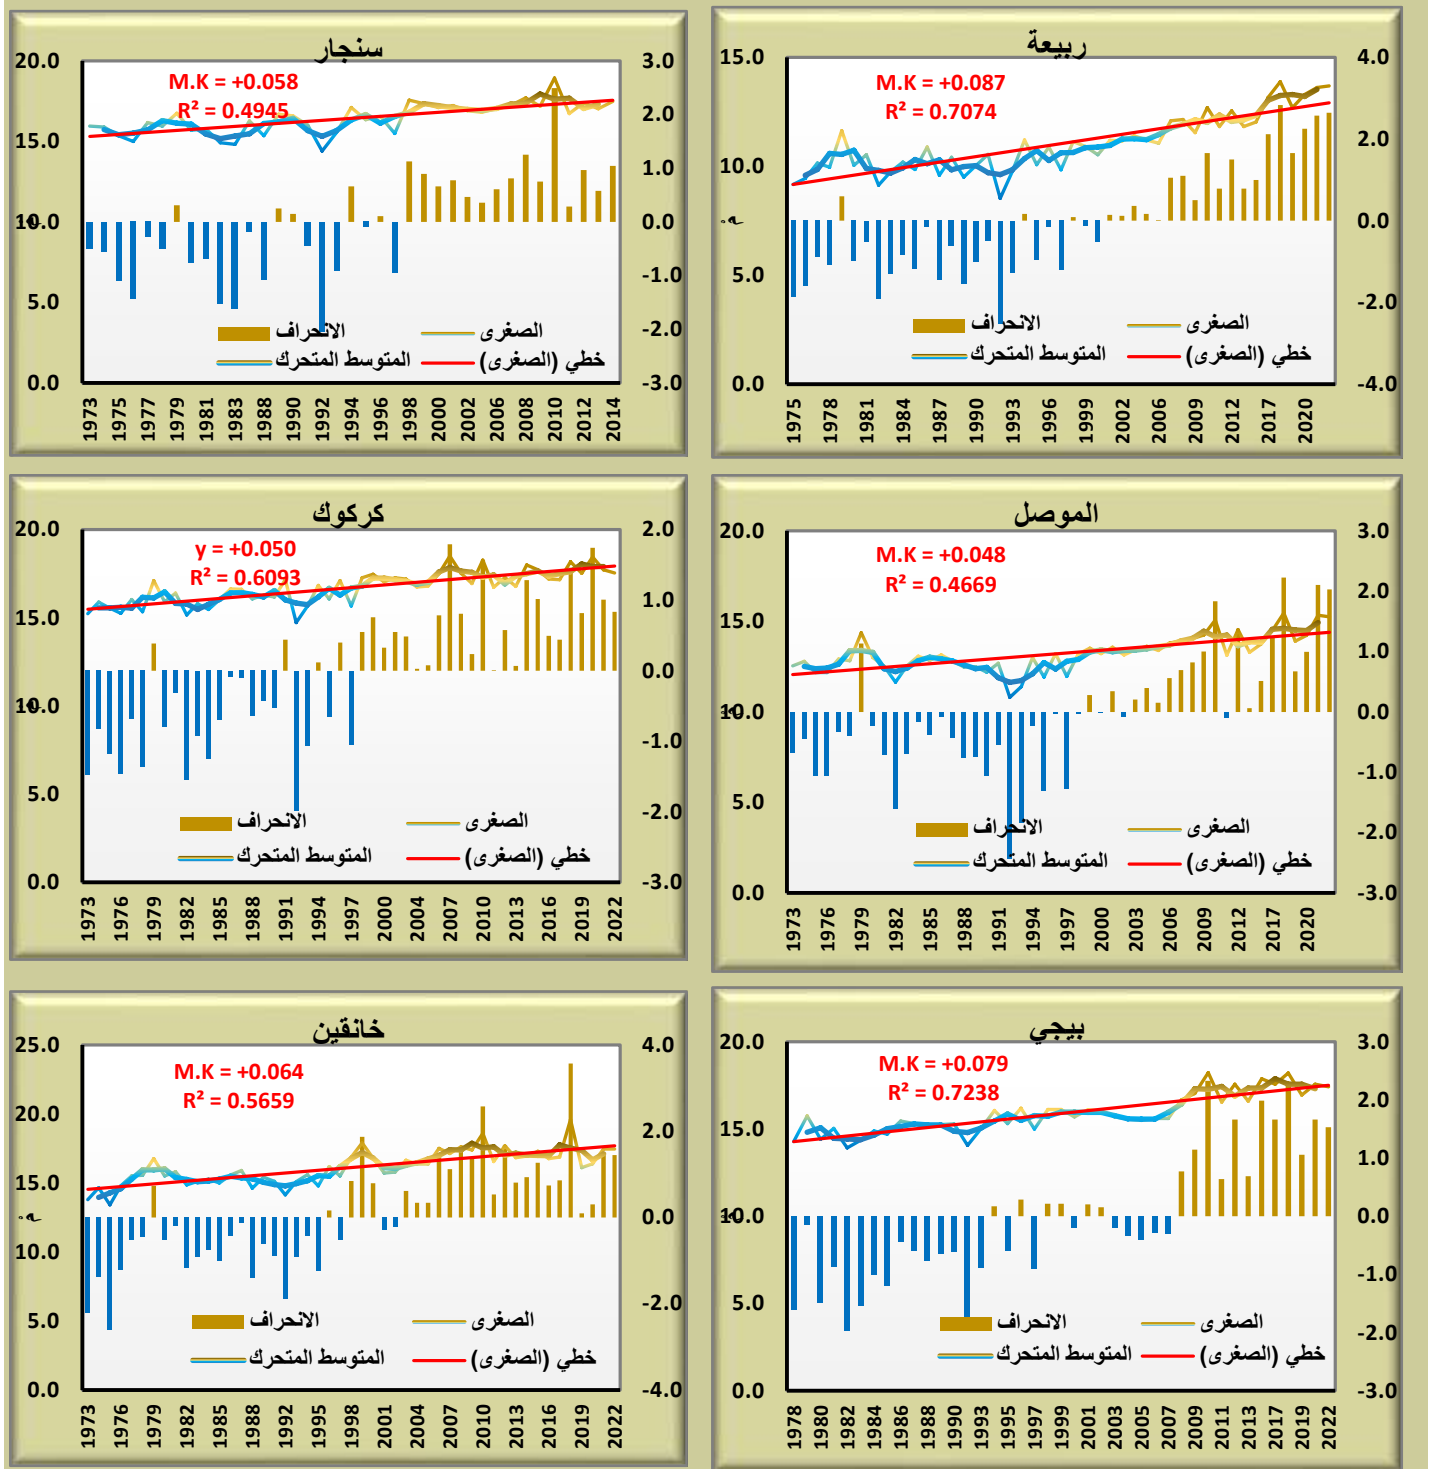 سنجار
M.K = +0.058
R² = 0.4945
20.0
15.0
10.0
5.0
0.0
م°
3.0
2.0
1.0
0.0
-1.0
-2.0
-3.0
الانحراف
الصغرى
المتوسط المتحرك
خطي (الصغرى)
1973 1975 1977 1979 1981 1983 1988 1990 1992 1994 1996 1998 2000 2002 2006 2008 2010 2012 2014
ربيعة
M.K = +0.087
R² = 0.7074
15.0
10.0
5.0
0.0
م°
4.0
2.0
0.0
-2.0
-4.0
الانحراف
الصغرى
المتوسط المتحرك
خطي (الصغرى)
1975 1978 1981 1984 1987 1990 1993 1996 1999 2002 2006 2009 2012 2017 2020
كركوك
y = +0.050
R² = 0.6093
20.0
15.0
10.0
5.0
0.0
م°
2.0
1.0
0.0
-1.0
-2.0
-3.0
الانحراف
الصغرى
المتوسط المتحرك
خطي (الصغرى)
1973 1976 1979 1982 1985 1988 1991 1994 1997 2000 2004 2007 2010 2013 2016 2019 2022
الموصل
M.K = +0.048
R² = 0.4669
20.0
15.0
10.0
5.0
0.0
م°
3.0
2.0
1.0
0.0
-1.0
-2.0
-3.0
الانحراف
الصغرى
المتوسط المتحرك
خطي (الصغرى)
1973 1976 1979 1982 1985 1988 1991 1994 1997 2000 2003 2006 2009 2012 2017 2020
خانقين
M.K = +0.064
R² = 0.5659
25.0
20.0
15.0
10.0
5.0
0.0
م°
4.0
2.0
0.0
-2.0
-4.0
الانحراف
الصغرى
المتوسط المتحرك
خطي (الصغرى)
1973 1976 1979 1982 1985 1988 1992 1995 1998 2001 2004 2007 2010 2013 2016 2019 2022
بيجي
M.K = +0.079
R² = 0.7238
20.0
15.0
10.0
5.0
0.0
م°
3.0
2.0
1.0
0.0
-1.0
-2.0
-3.0
الانحراف
الصغرى
المتوسط المتحرك
خطي (الصغرى)
1978 1980 1982 1984 1986 1988 1990 1993 1995 1997 1999 2001 2003 2005 2007 2009 2011 2013 2015 2017 2019 2022